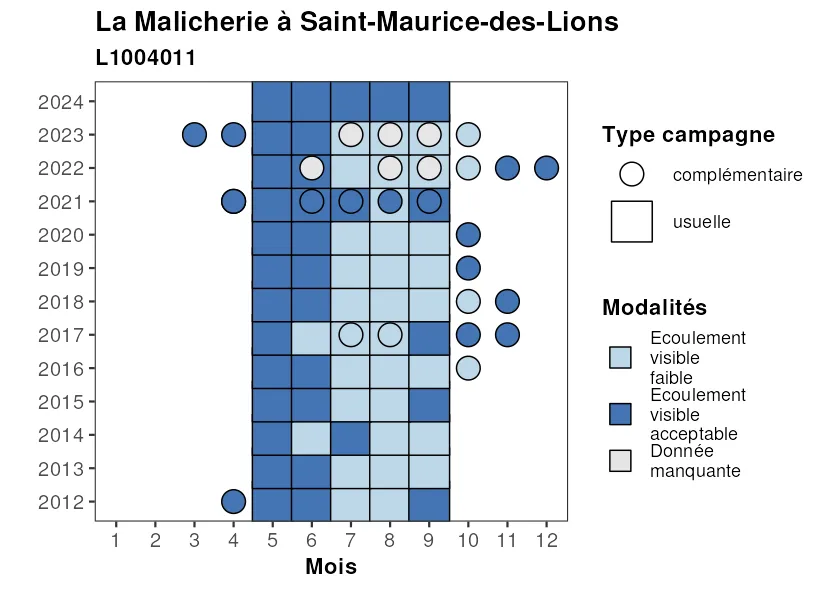 La Malicherie à Saint-Maurice-des-Lions
L1004011
2024
2023
2022
2021
2020
2019
2018
2017
2016
2015
2014
2013
2012
1 2 3 4 5 6 7 8 9 10 11 12
Mois
Type campagne
complémentaire
usuelle
Modalités
Ecoulement
visible
faible
Ecoulement
visible
acceptable
Donnée
manquante